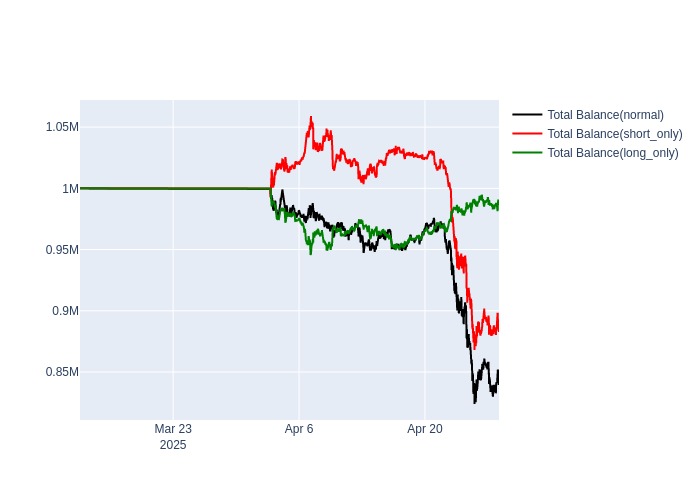 1.05M
1M
0.95M
0.9M
0.85M
Mar 23
2025
Apr 6
Apr 20
Total Balance(normal)
Total Balance(short_only)
Total Balance(long_only)